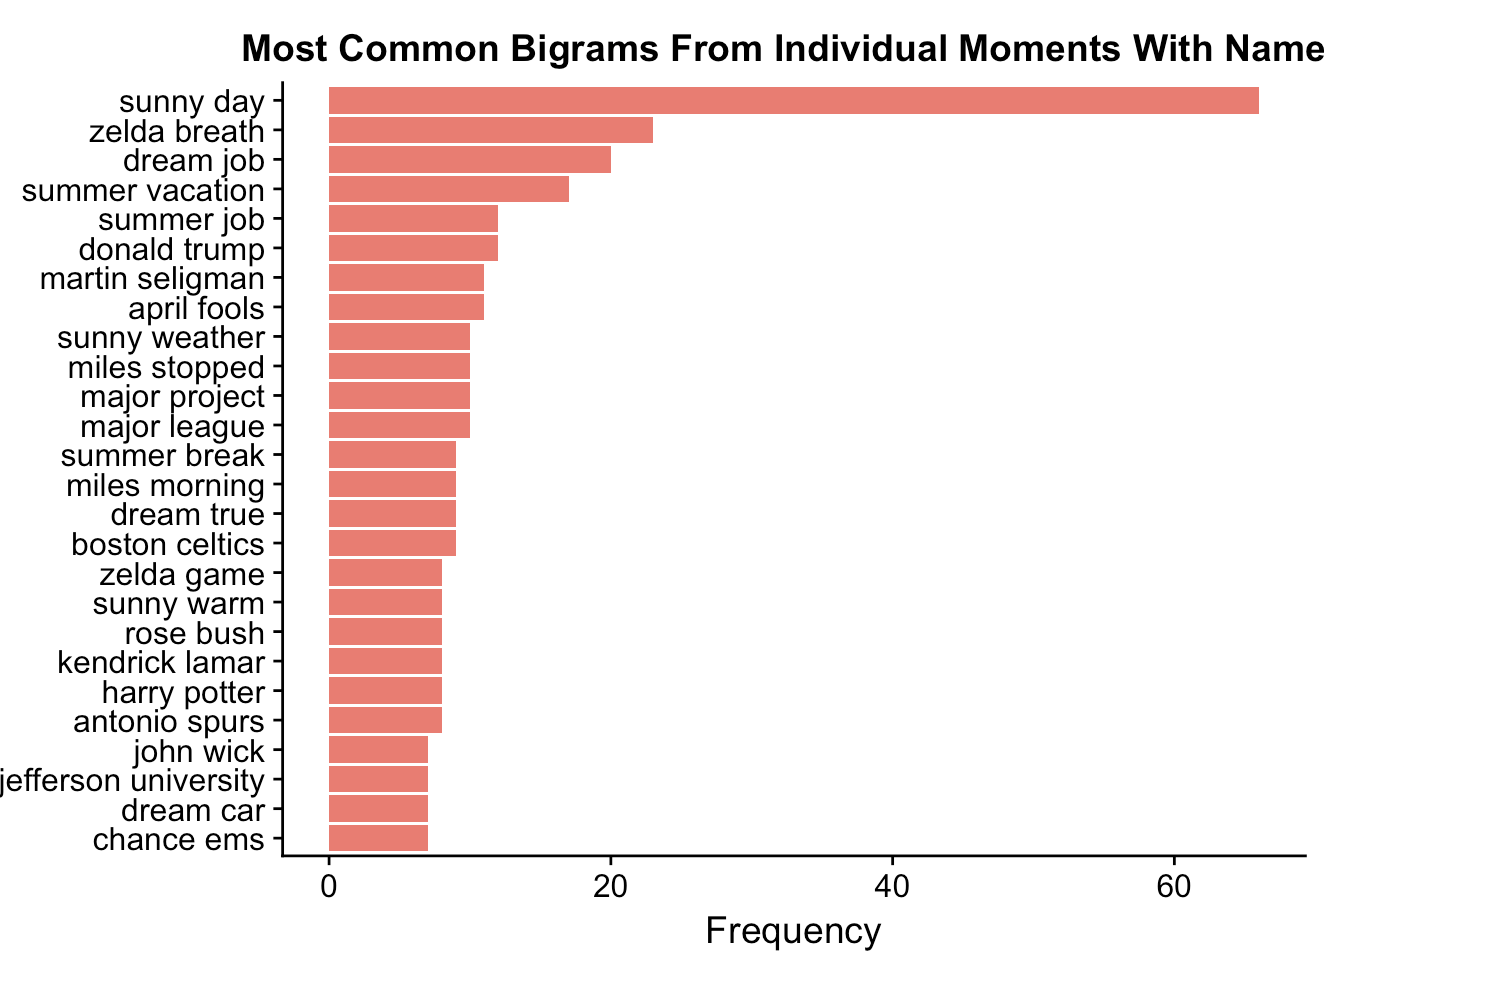 Most Common Bigrams From Individual Moments With Name
sunny day
zelda breath
dream job
summer vacation
summer job
donald trump
martin seligman
april fools
sunny weather
miles stopped
major project
major league
summer break
miles morning
dream true
boston celtics
zelda game
sunny warm
rose bush
kendrick lamar
harry potter
antonio spurs
john wick
jefferson university
dream car
chance ems
0 20 40 60
Frequency